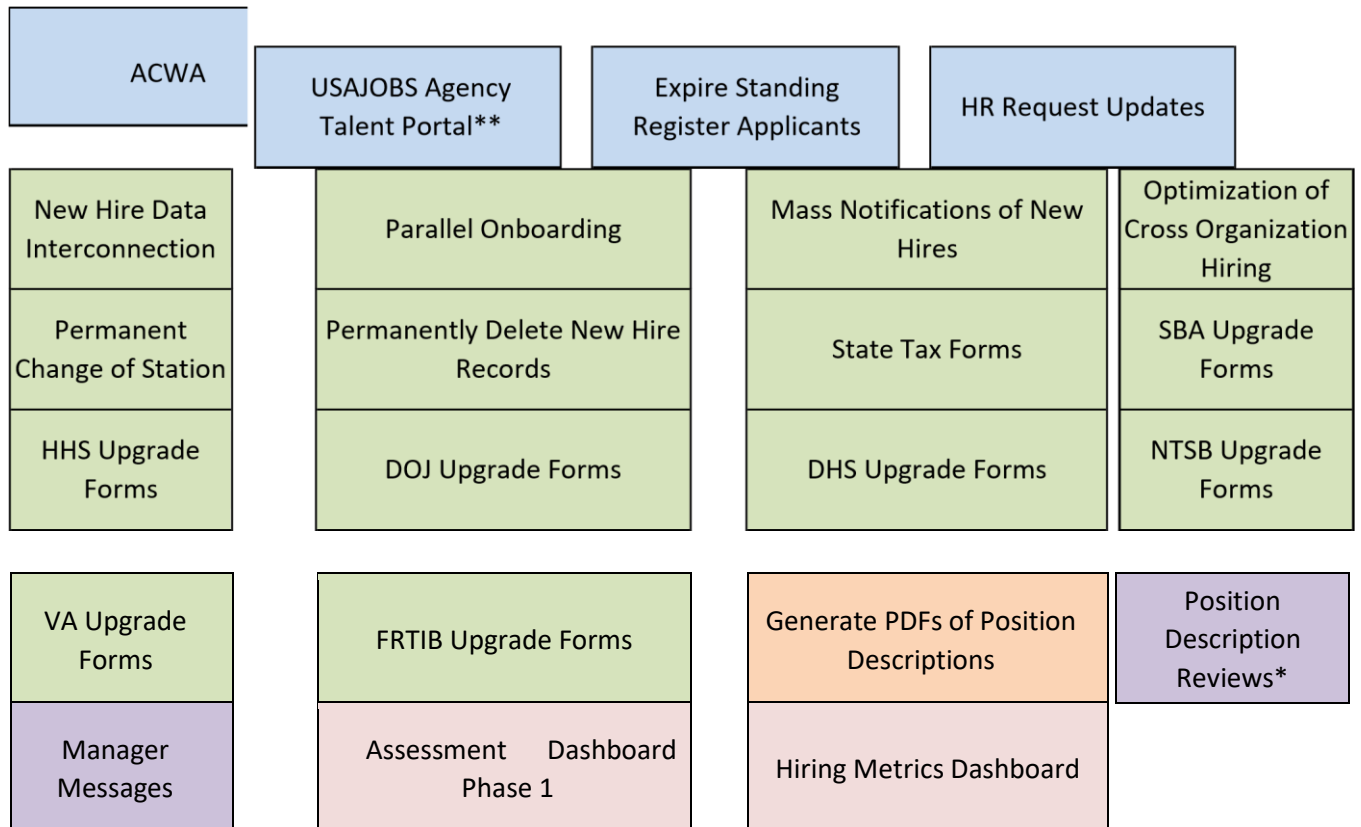 ACWA
USAJOBS Agency
Talent Portal**
Expire Standing
Register Applicants
HR Request Updates
New Hire Data
Interconnection
Parallel Onboarding
Mass Notifications of New
Hires
Optimization of
Cross Organization
Hiring
Permanent
Change of Station
Permanently Delete New Hire
Records
State Tax Forms
SBA Upgrade
Forms
HHS Upgrade
Forms
DOJ Upgrade Forms
DHS Upgrade Forms
NTSB Upgrade
Forms
VA Upgrade
Forms
FRTIB Upgrade Forms
Generate PDFs of Position
Descriptions
Position
Description
Reviews*
Manager
Messages
Assessment Dashboard
Phase 1
Hiring Metrics Dashboard